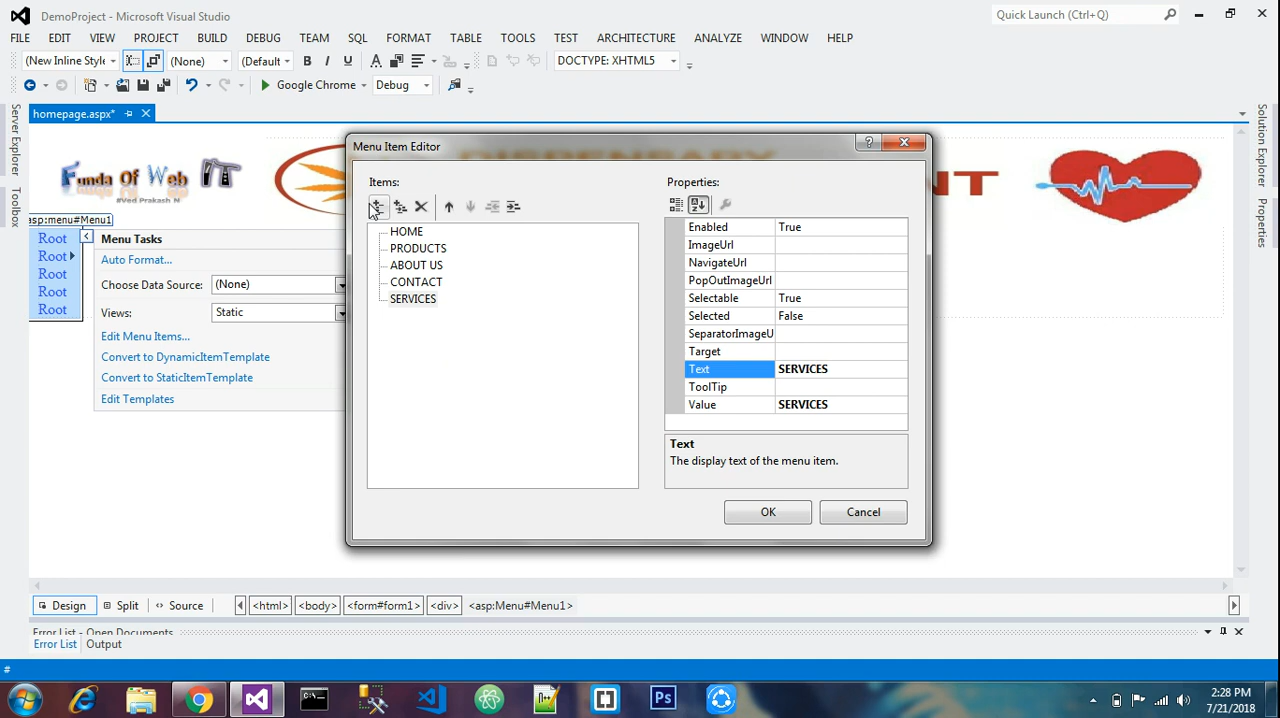 DemoProject - Microsoft Visual Studio
Quick Launch (Ctrl+Q)
FILE EDIT VIEW PROJECT BUILD DEBUG TEAM SQL FORMAT TABLE TOOLS TEST ARCHITECTURE ANALYZE WINDOW HELP
(New Inline Style (None) (Default B I U A DOCTYPE: XHTML5
Google Chrome Debug
homepage.aspx*
Server Explorer
Toolbox
Solution Explorer
Properties
Funda Of Web IT
#Ved Prakash N
NT
asp:menu#Menu1
Root
Root
Root
Root
Root
Menu Tasks
Auto Format...
Choose Data Source: (None)
Views: Static
Edit Menu Items...
Convert to DynamicItemTemplate
Convert to StaticItemTemplate
Edit Templates
Menu Item Editor
Items:
HOME
PRODUCTS
ABOUT US
CONTACT
SERVICES
Properties:
Enabled True
ImageUrl
NavigateUrl
PopOutImageUrl
Selectable True
Selected False
SeparatorImageU
Target
Text SERVICES
ToolTip
Value SERVICES
Text
The display text of the menu item.
OK Cancel
Design Split Source <html> <body> <form#form1> <div> <asp:Menu#Menu1>
Error List - Open Documents
Error List Output
#
Ps
2:28 PM
7/21/2018